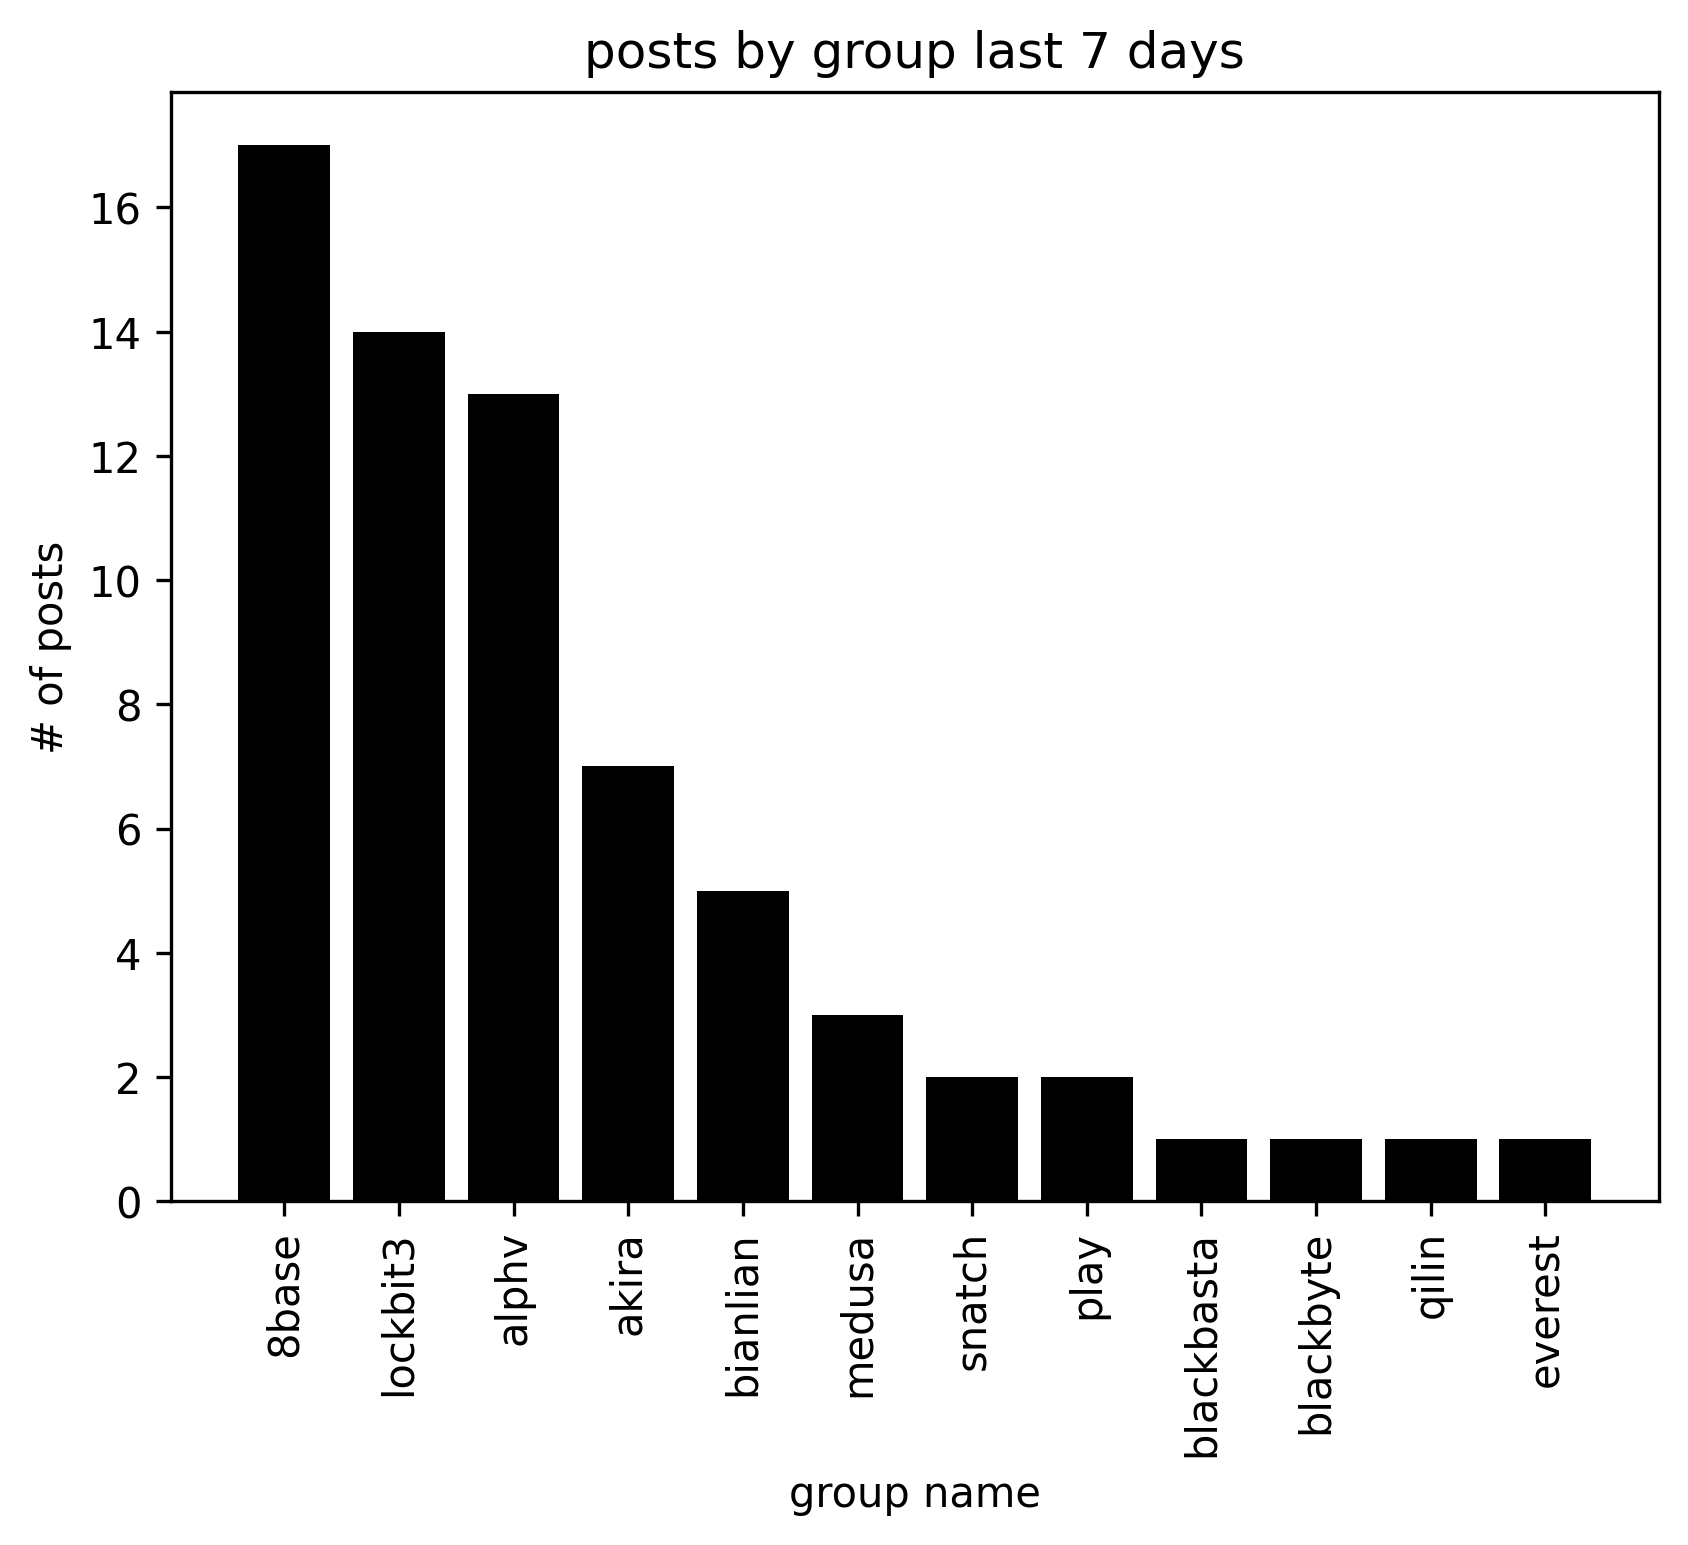 posts by group last 7 days
# of posts
16
14
12
10
8
6
4
2
0
8base
lockbit3
alphv
akira
bianlian
medusa
snatch
play
blackbasta
blackbyte
qilin
everest
group name